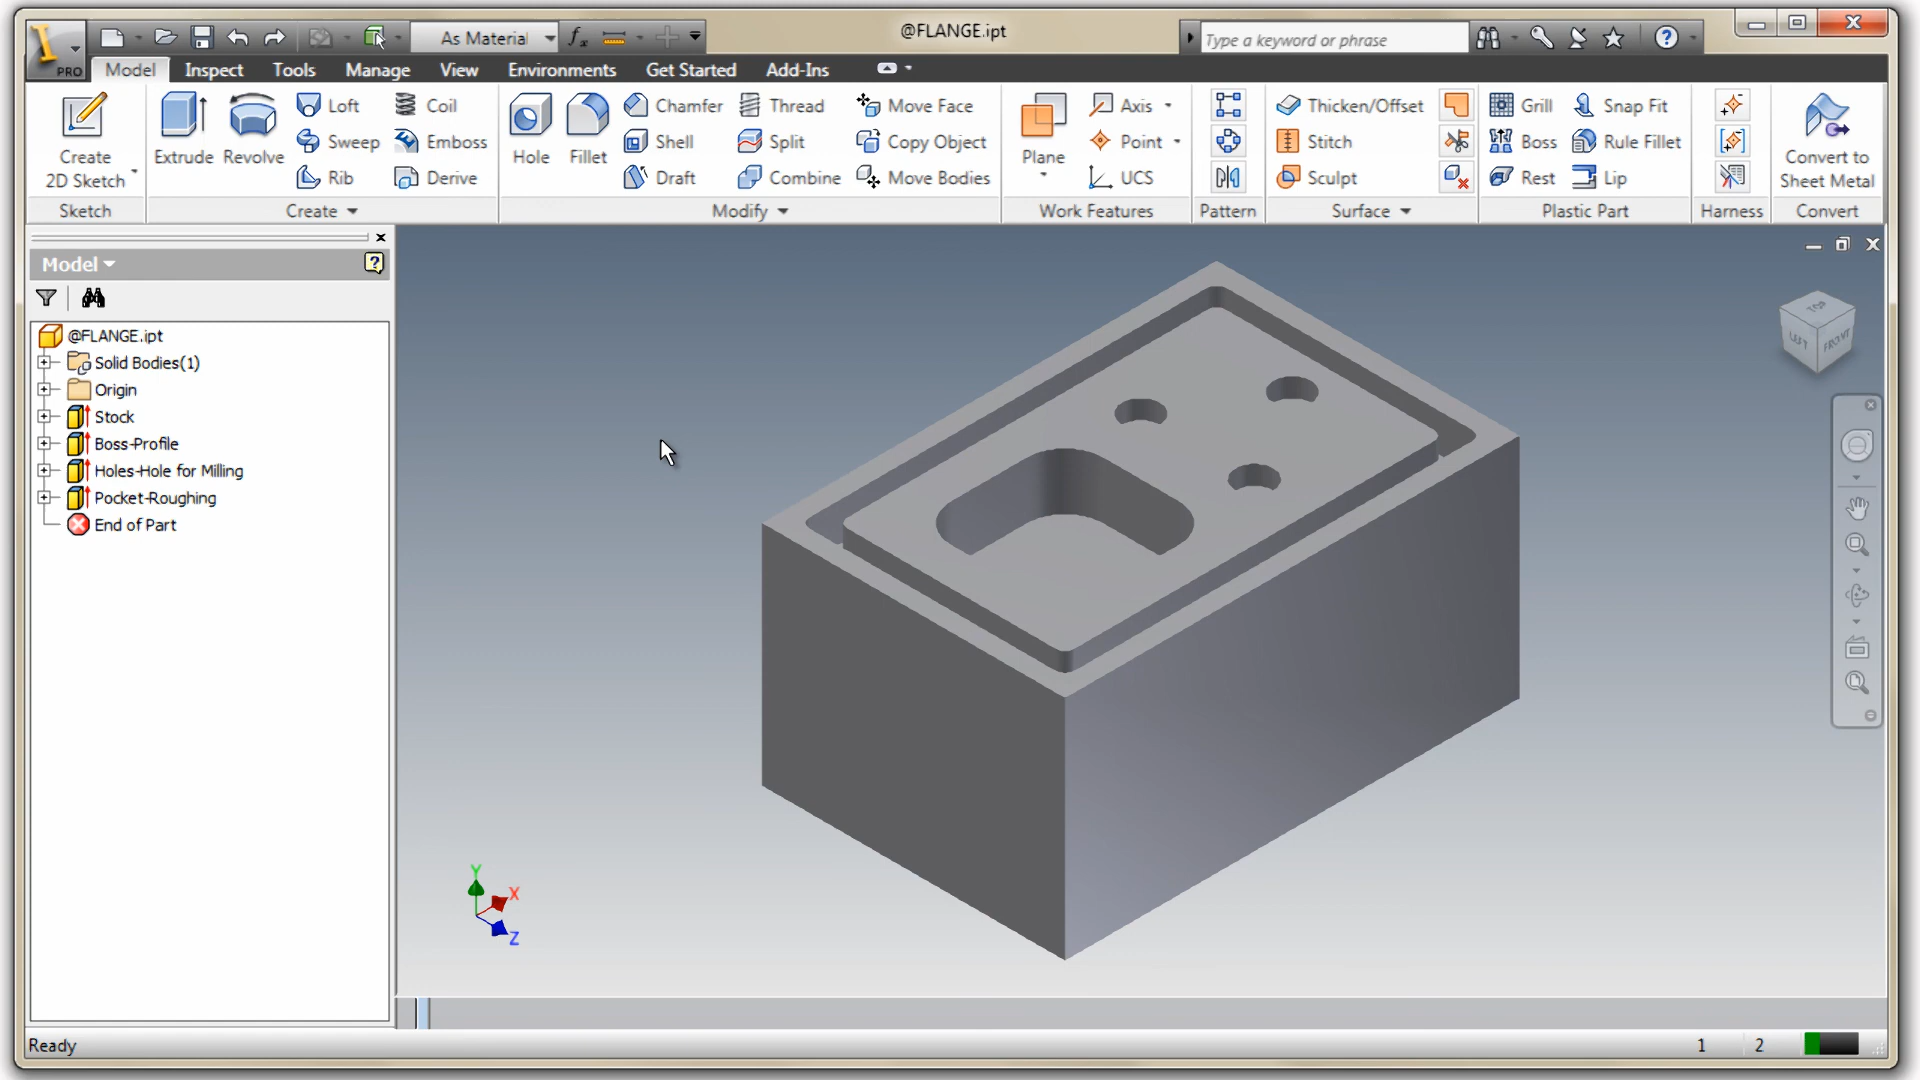 PRO
As Material
fx
@FLANGE.ipt
Type a keyword or phrase
Model
Inspect
Tools
Manage
View
Environments
Get Started
Add-Ins
Create
2D Sketch
Sketch
Extrude
Revolve
Loft
Sweep
Rib
Coil
Emboss
Derive
Create
Hole
Fillet
Chamfer
Shell
Draft
Thread
Split
Combine
Move Face
Copy Object
Move Bodies
Modify
Plane
Axis
Point
UCS
Work Features
Pattern
Thicken/Offset
Stitch
Sculpt
Surface
Grill
Boss
Rest
Snap Fit
Rule Fillet
Lip
Plastic Part
Harness
Convert to
Sheet Metal
Convert
Model
@FLANGE.ipt
Solid Bodies(1)
Origin
Stock
Boss-Profile
Holes-Hole for Milling
Pocket-Roughing
End of Part
TOP
LEFT
FRONT
Y
X
Z
Ready
1
2